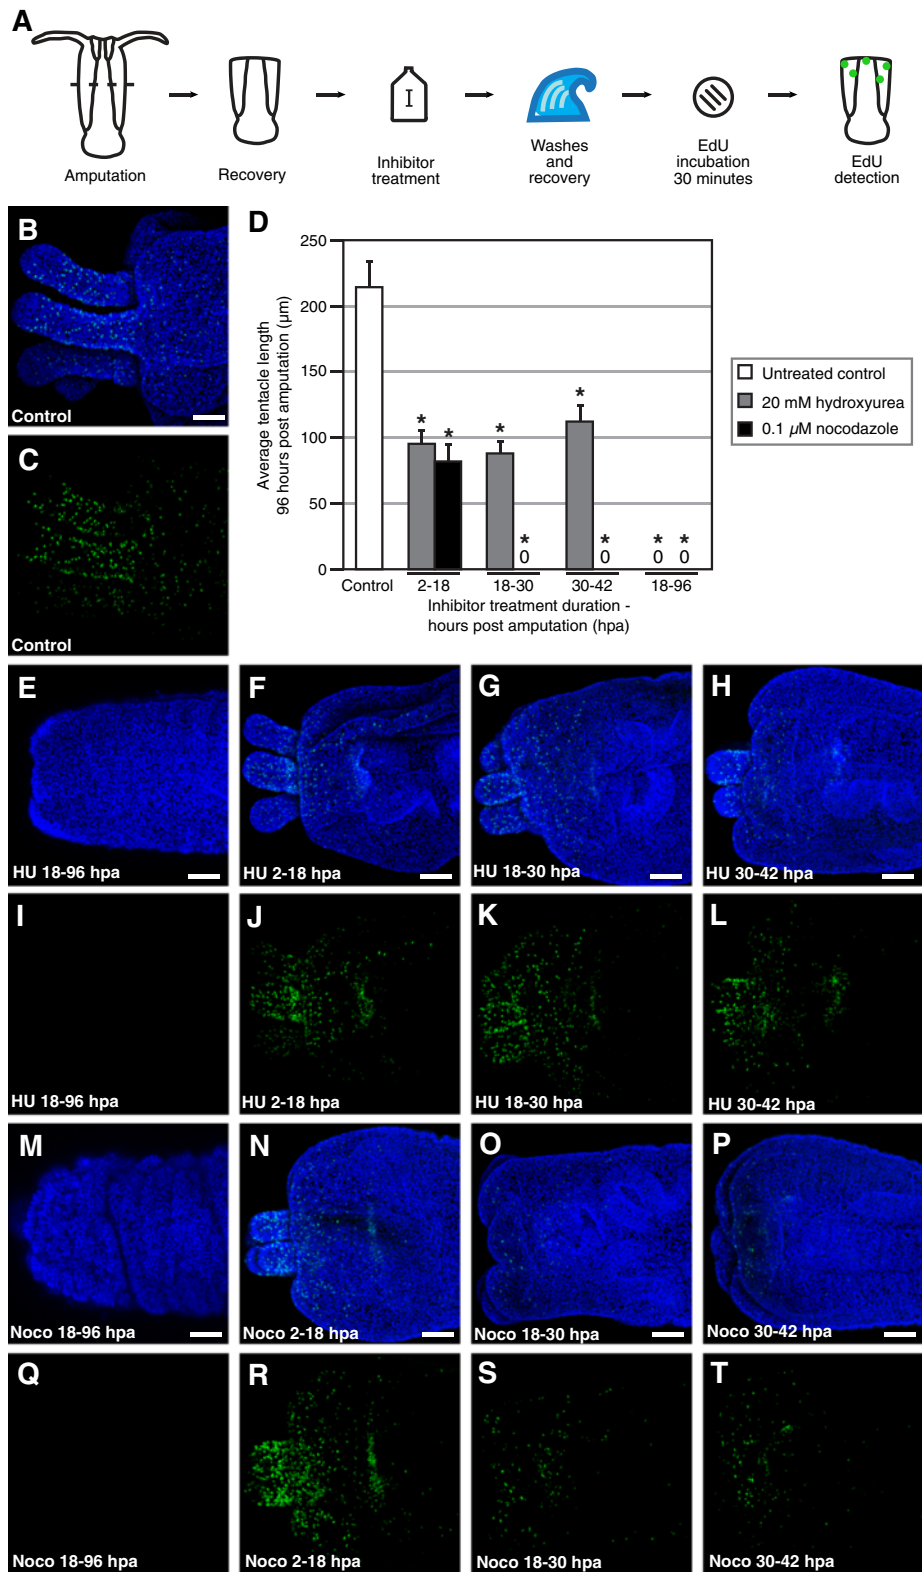 A
Amputation
Recovery
I
Inhibitor
treatment
Washes
and
recovery
EdU
incubation
30 minutes
EdU
detection
B
Control
C
Control
D
Average tentacle length
96 hours post amputation (µm)
250
200
150
100
50
0
* * * * * * * *
0 0 0 0
Control 2-18 18-30 30-42 18-96
Inhibitor treatment duration -
hours post amputation (hpa)
Untreated control
20 mM hydroxyurea
0.1 µM nocodazole
E
HU 18-96 hpa
F
HU 2-18 hpa
G
HU 18-30 hpa
H
HU 30-42 hpa
I
HU 18-96 hpa
J
HU 2-18 hpa
K
HU 18-30 hpa
L
HU 30-42 hpa
M
Noco 18-96 hpa
N
Noco 2-18 hpa
O
Noco 18-30 hpa
P
Noco 30-42 hpa
Q
Noco 18-96 hpa
R
Noco 2-18 hpa
S
Noco 18-30 hpa
T
Noco 30-42 hpa